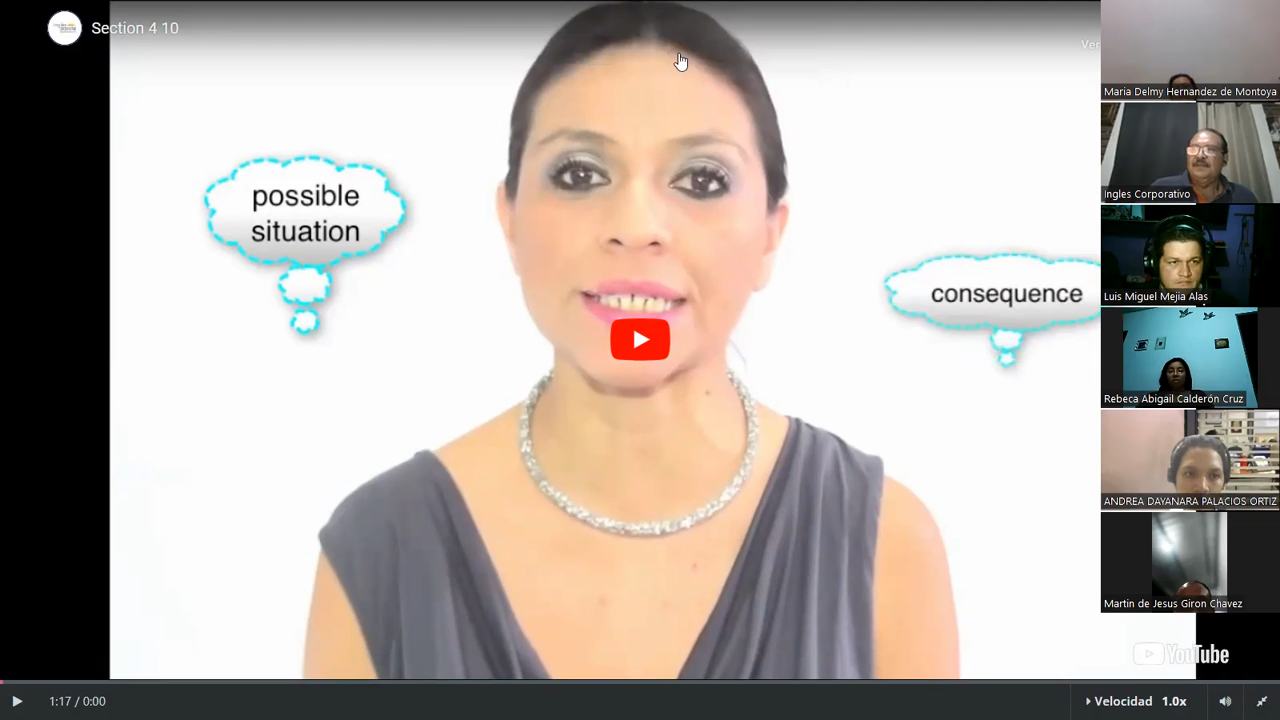 Section 4 10
Ver
possible
situation
consequence
Maria Delmy Hernandez de Montoya
Ingles Corporativo
Luis Miguel Mejia Alas
Rebeca Abigail Calderón Cruz
ANDREA DAYANARA PALACIOS ORTIZ
Martin de Jesus Giron Chavez
YouTube
1:17 / 0:00
Velocidad 1.0x